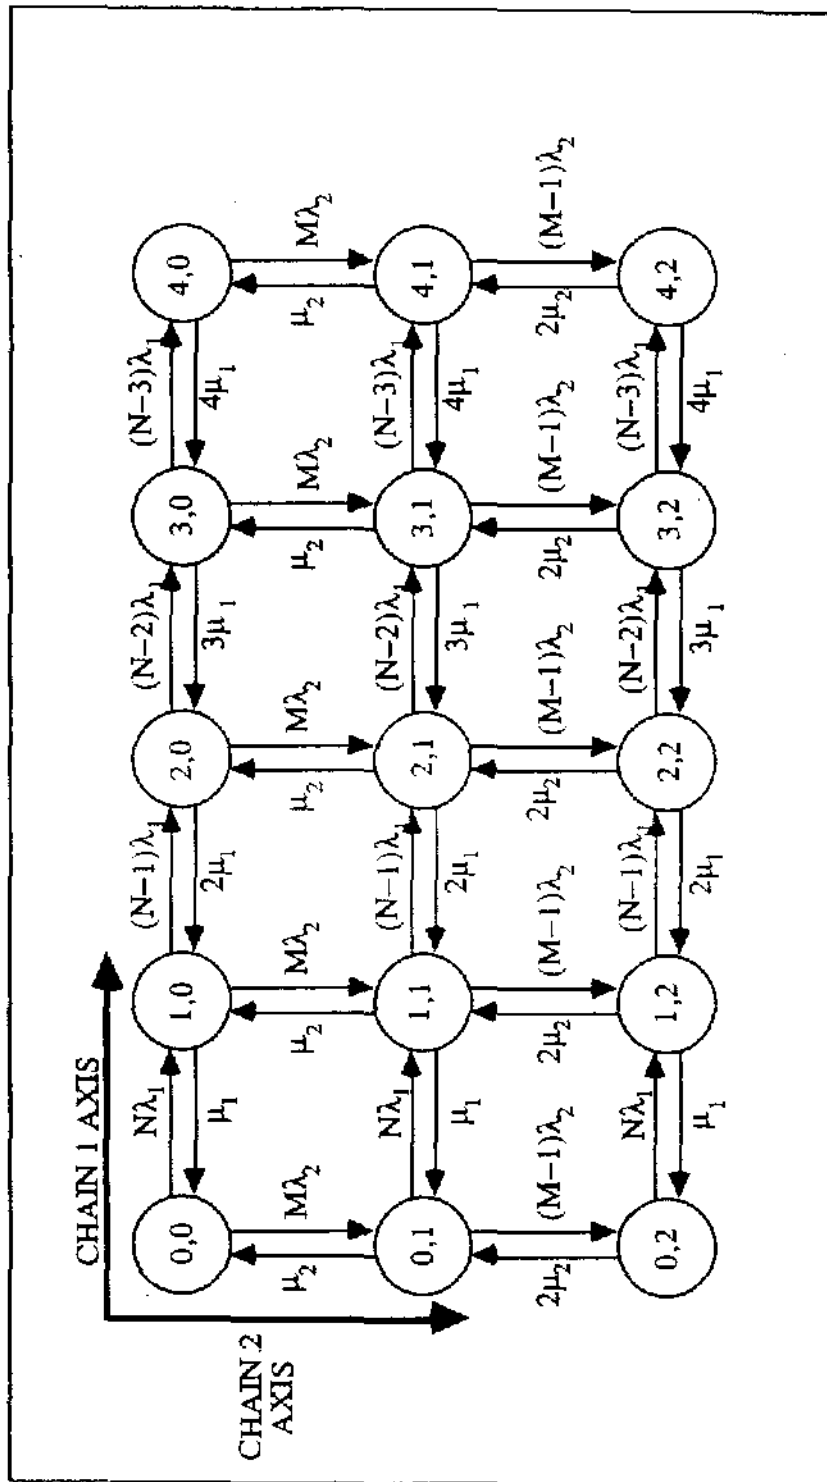 CHAIN 1 AXIS
CHAIN 2
AXIS
0,0
Nλ₁
μ₁
1,0
(N−1)λ₁
2μ₁
2,0
(N−2)λ₁
3μ₁
3,0
(N−3)λ₁
4μ₁
4,0
μ₂
Mλ₂
μ₂
Mλ₂
μ₂
Mλ₂
μ₂
Mλ₂
μ₂
Mλ₂
0,1
Nλ₁
μ₁
1,1
(N−1)λ₁
2μ₁
2,1
(N−2)λ₁
3μ₁
3,1
(N−3)λ₁
4μ₁
4,1
2μ₂
(M−1)λ₂
2μ₂
(M−1)λ₂
2μ₂
(M−1)λ₂
2μ₂
(M−1)λ₂
2μ₂
(M−1)λ₂
0,2
Nλ₁
μ₁
1,2
(N−1)λ₁
2μ₁
2,2
(N−2)λ₁
3μ₁
3,2
(N−3)λ₁
4μ₁
4,2